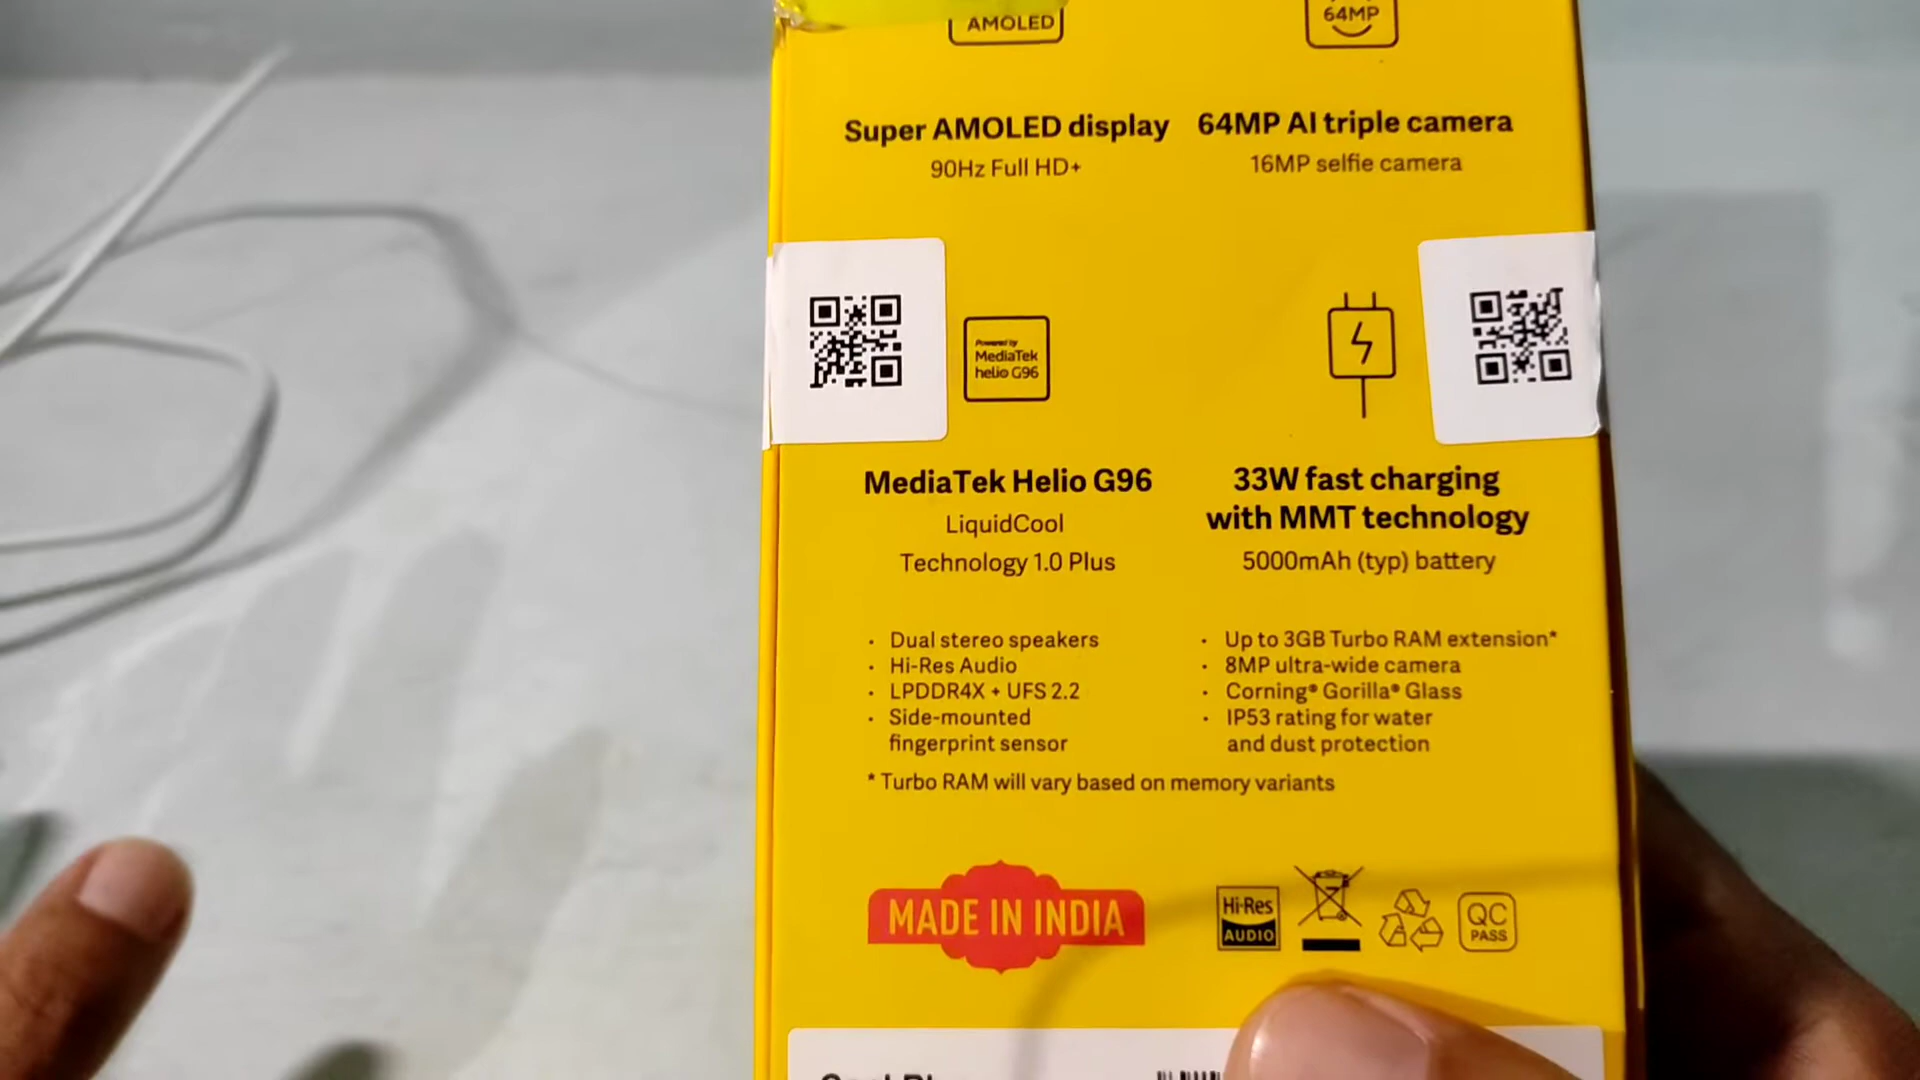 AMOLED
64MP
Super AMOLED display
90Hz Full HD+
64MP AI triple camera
16MP selfie camera
Powered by
MediaTek
helio G96
MediaTek Helio G96
LiquidCool
Technology 1.0 Plus
33W fast charging
with MMT technology
5000mAh (typ) battery
· Dual stereo speakers
· Hi-Res Audio
· LPDDR4X + UFS 2.2
· Side-mounted
fingerprint sensor
· Up to 3GB Turbo RAM extension*
· 8MP ultra-wide camera
· Corning® Gorilla® Glass
· IP53 rating for water
and dust protection
* Turbo RAM will vary based on memory variants
MADE IN INDIA
Hi-Res
AUDIO
QC
PASS